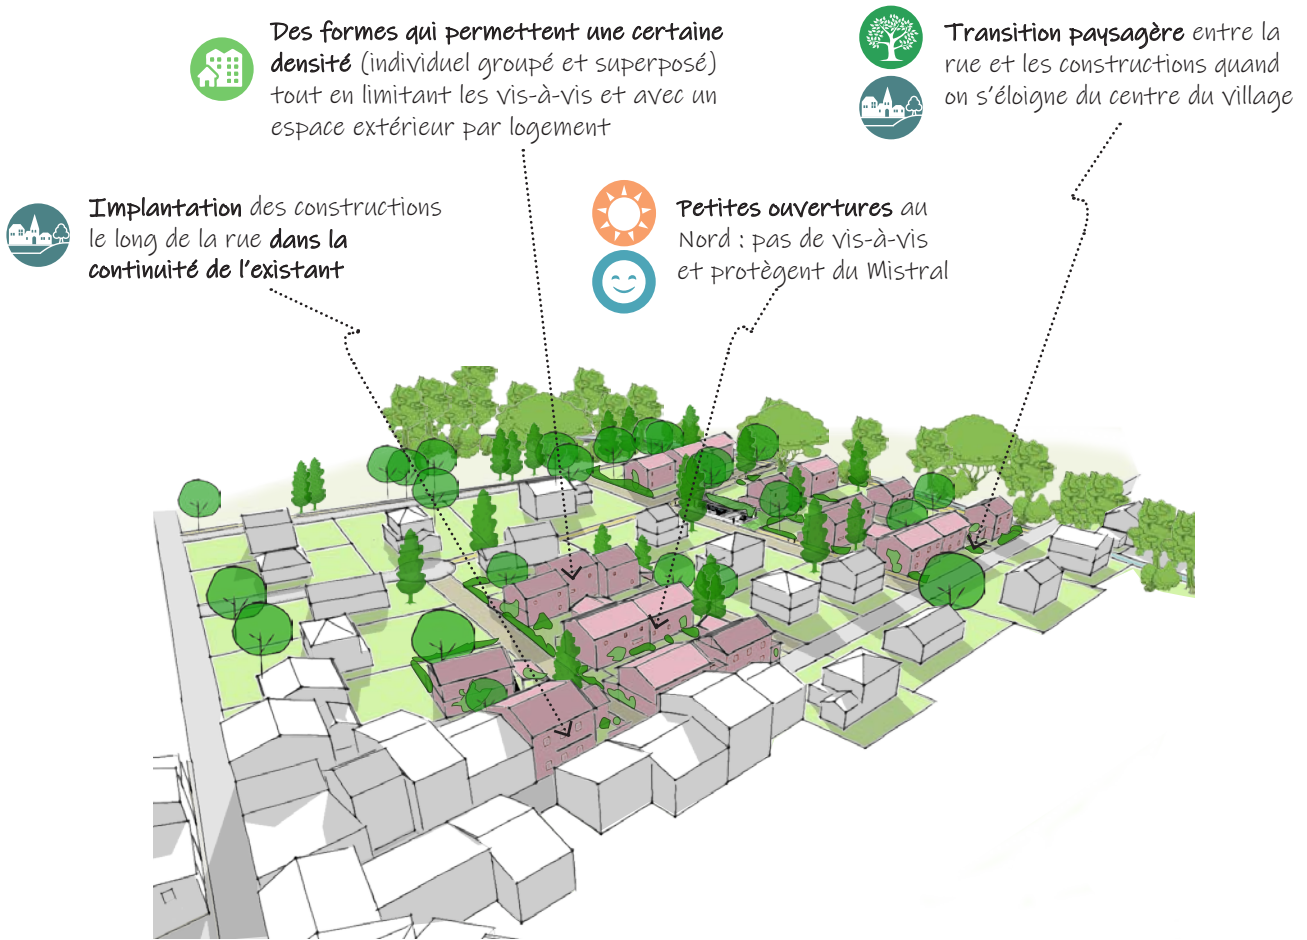 Des formes qui permettent une certaine
densité (individuel groupé et superposé)
tout en limitant les vis-à-vis et avec un
espace extérieur par logement
Transition paysagère entre la
rue et les constructions quand
on s'éloigne du centre du village
Implantation des constructions
le long de la rue dans la
continuité de l'existant
Petites ouvertures au
Nord : pas de vis-à-vis
et protègent du Mistral